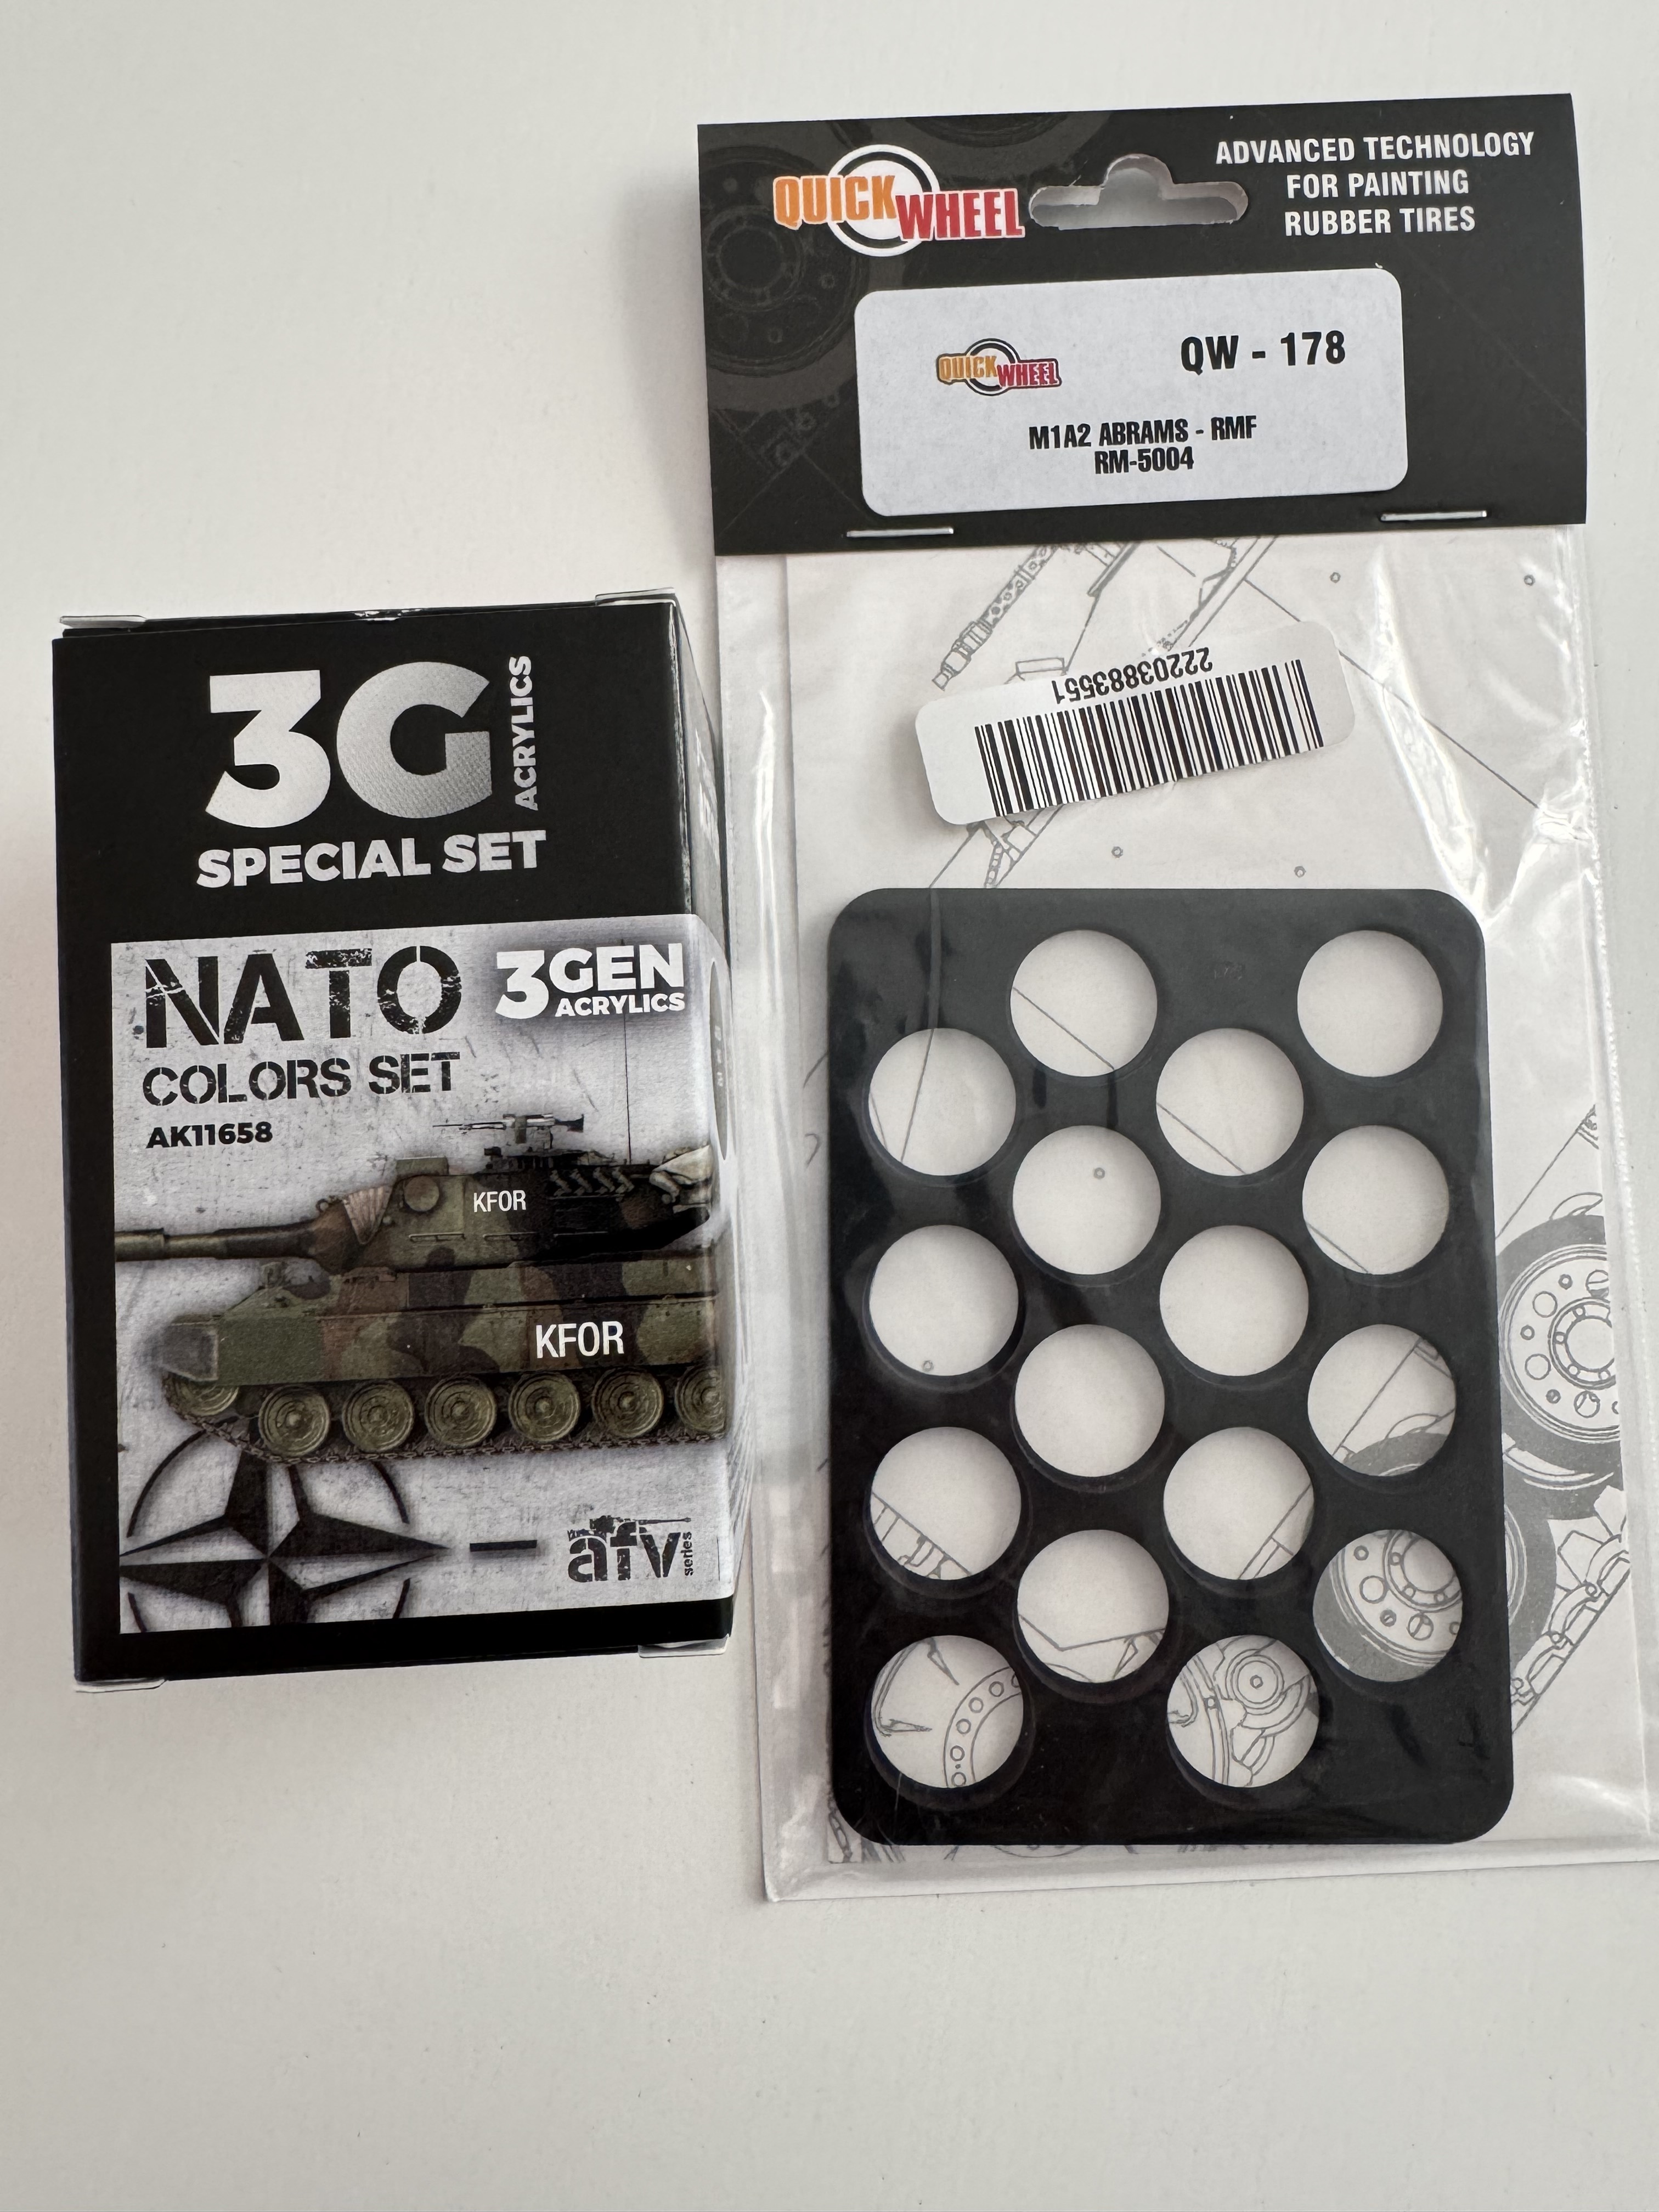 QUICK WHEEL
ADVANCED TECHNOLOGY
FOR PAINTING
RUBBER TIRES
QUICK WHEEL
QW - 178
M1A2 ABRAMS - RMF
RM-5004
222038883551
3G
ACRYLICS
SPECIAL SET
NATO
COLORS SET
AK11658
3GEN
ACRYLICS
KFOR
KFOR
afv
series